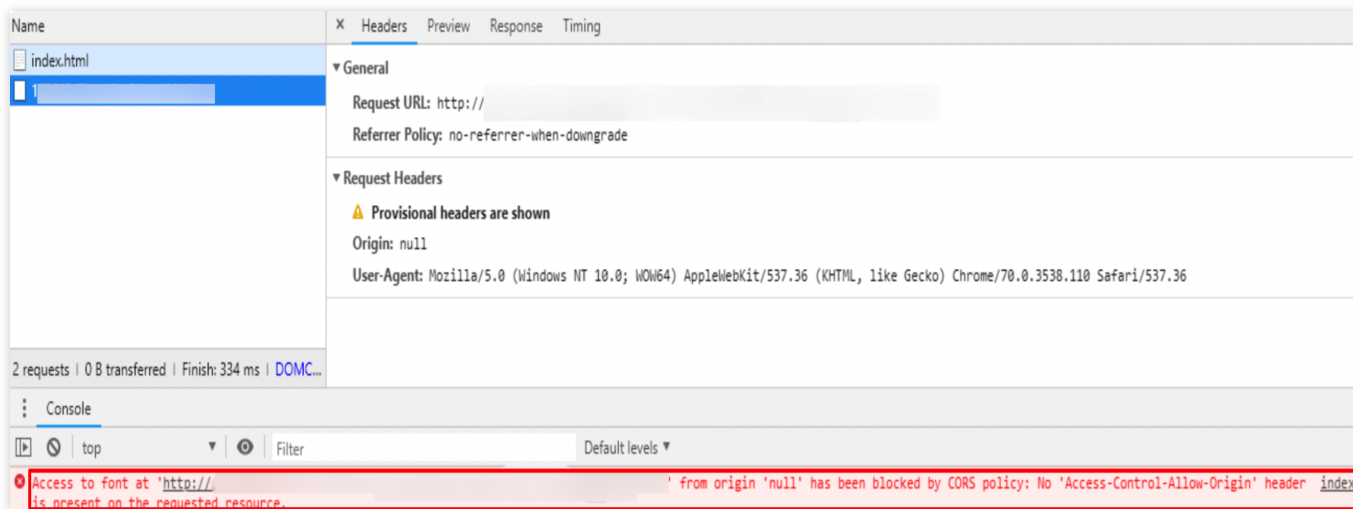 Name
× Headers Preview Response Timing
index.html
▼ General
1
Request URL: http://
Referrer Policy: no-referrer-when-downgrade
▼ Request Headers
Provisional headers are shown
Origin: null
User-Agent: Mozilla/5.0 (Windows NT 10.0; WOW64) AppleWebKit/537.36 (KHTML, like Gecko) Chrome/70.0.3538.110 Safari/537.36
2 requests | 0 B transferred | Finish: 334 ms | DOMC...
Console
top ▼ Filter Default levels ▼
Access to font at 'http:// ' from origin 'null' has been blocked by CORS policy: No 'Access-Control-Allow-Origin' header index
is present on the requested resource.